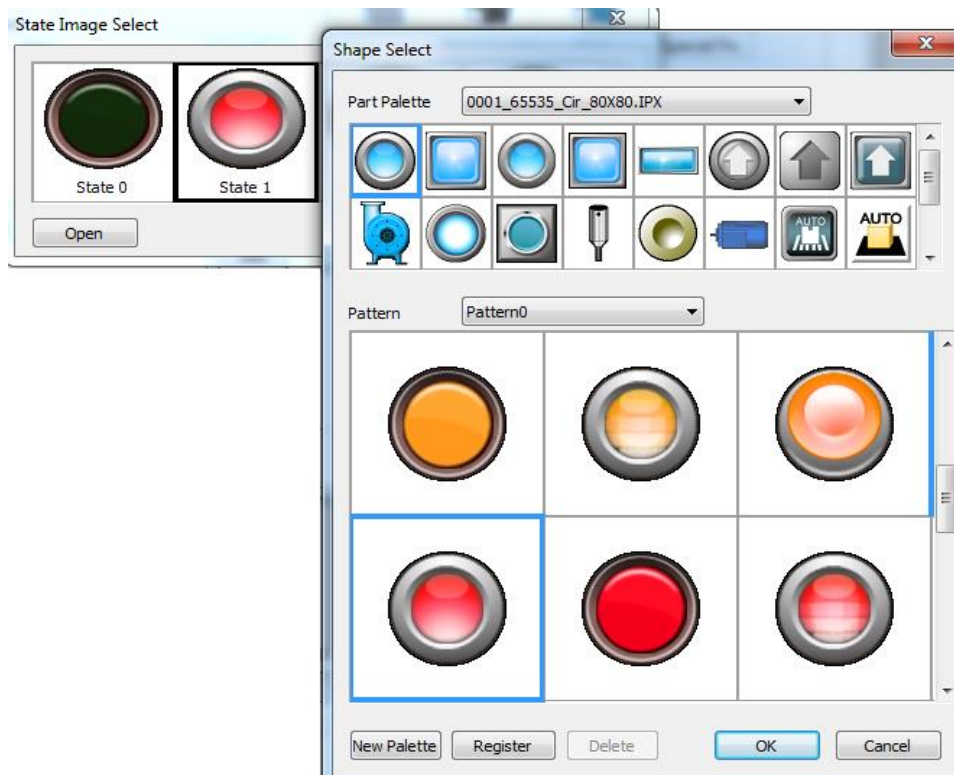 State Image Select
State 0
State 1
Open
Shape Select
Part Palette
0001_65535_Cir_80X80.IPX
AUTO
AUTO
Pattern
Pattern0
New Palette
Register
Delete
OK
Cancel